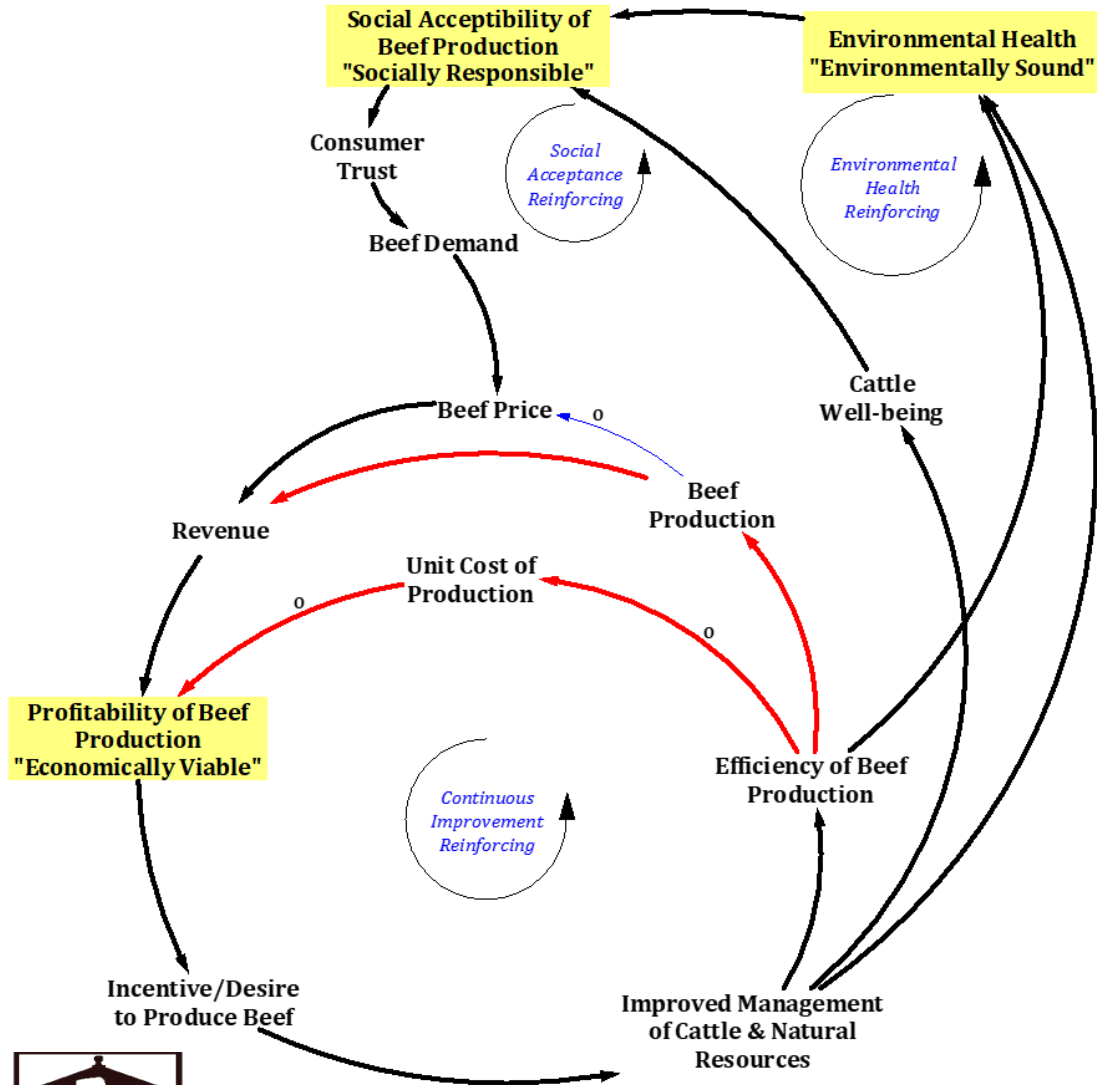 Social Acceptibility of
Beef Production
"Socially Responsible"
Environmental Health
"Environmentally Sound"
Consumer
Trust
Social
Acceptance
Reinforcing
Environmental
Health
Reinforcing
Beef Demand
Cattle
Well-being
Beef Price
o
Beef
Production
Revenue
Unit Cost of
Production
o
o
Profitability of Beef
Production
"Economically Viable"
Efficiency of Beef
Production
Continuous
Improvement
Reinforcing
Incentive/Desire
to Produce Beef
Improved Management
of Cattle & Natural
Resources